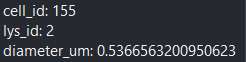 cell_id: 155
lys_id: 2
diameter_um: 0.5366563200950623